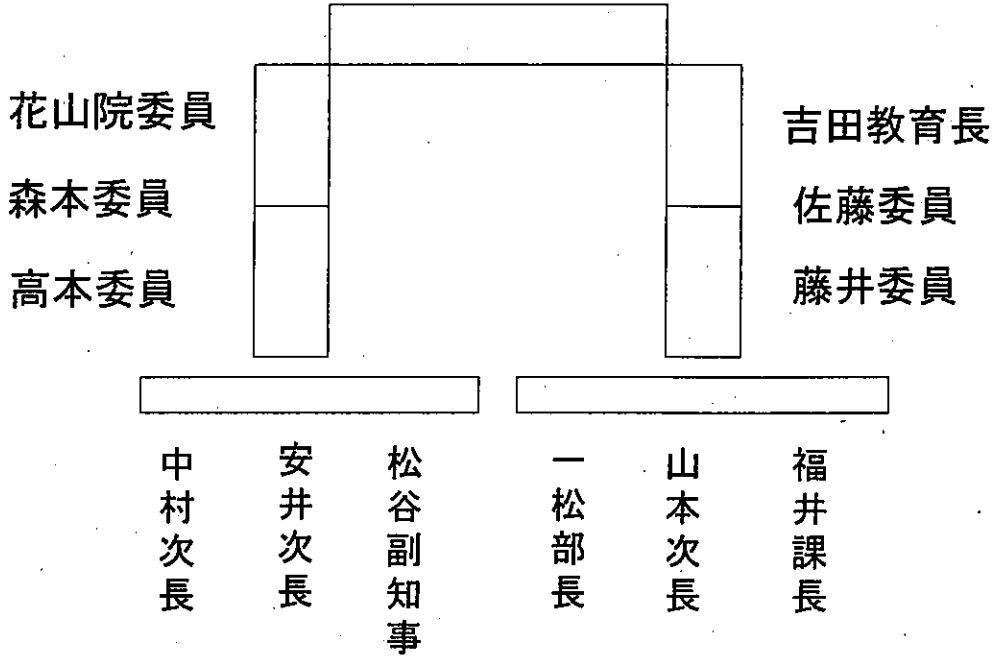 花山院委員
森本委員
高本委員
吉田教育長
佐藤委員
藤井委員
中村次長
安井次長
松谷副知事
一松部長
山本次長
福井課長